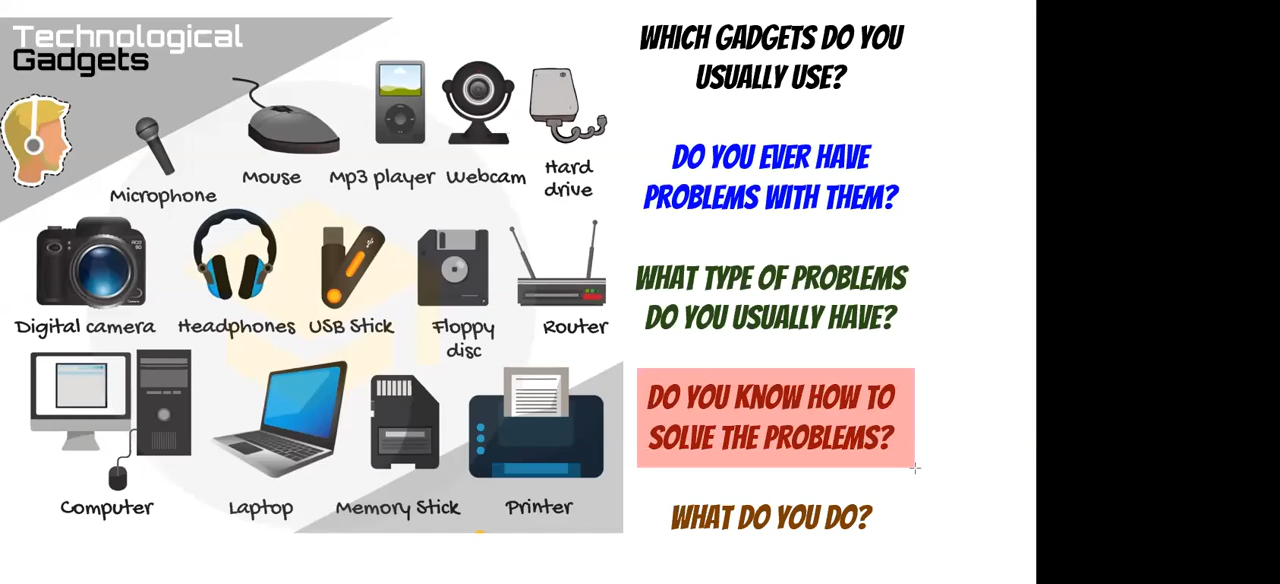 Technological
Gadgets
Microphone
Mouse
Mp3 player
Webcam
Hard
drive
Digital camera
Headphones
USB Stick
Floppy
disc
Router
Computer
Laptop
Memory Stick
Printer
WHICH GADGETS DO YOU
USUALLY USE?
DO YOU EVER HAVE
PROBLEMS WITH THEM?
WHAT TYPE OF PROBLEMS
DO YOU USUALLY HAVE?
DO YOU KNOW HOW TO
SOLVE THE PROBLEMS?
WHAT DO YOU DO?